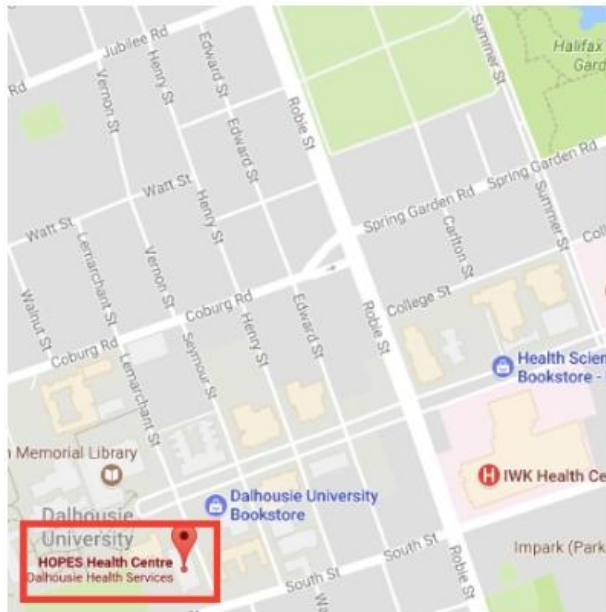 Jubilee Rd
Rd
Vernon St
Henry St
Edward St
Edward St
Robie St
Summer St
Halifax
Gard
Watt St
Watt St
Henry St
Vernon St
Lemarchant St
Walnut St
Spring Garden Rd
Spring Garden Rd
Summer St
Carlton St
Coll
College St
Coburg Rd
Coburg Rd
Edward St
Henry St
Seymour St
Lemarchant St
Robie St
Health Scien
Bookstore -
Memorial Library
IWK Health Ce
Dalhousie University
Bookstore
Dalhousie
University
HOPES Health Centre
Dalhousie Health Services
South St
South St
Robie St
Impark (Park
Wa